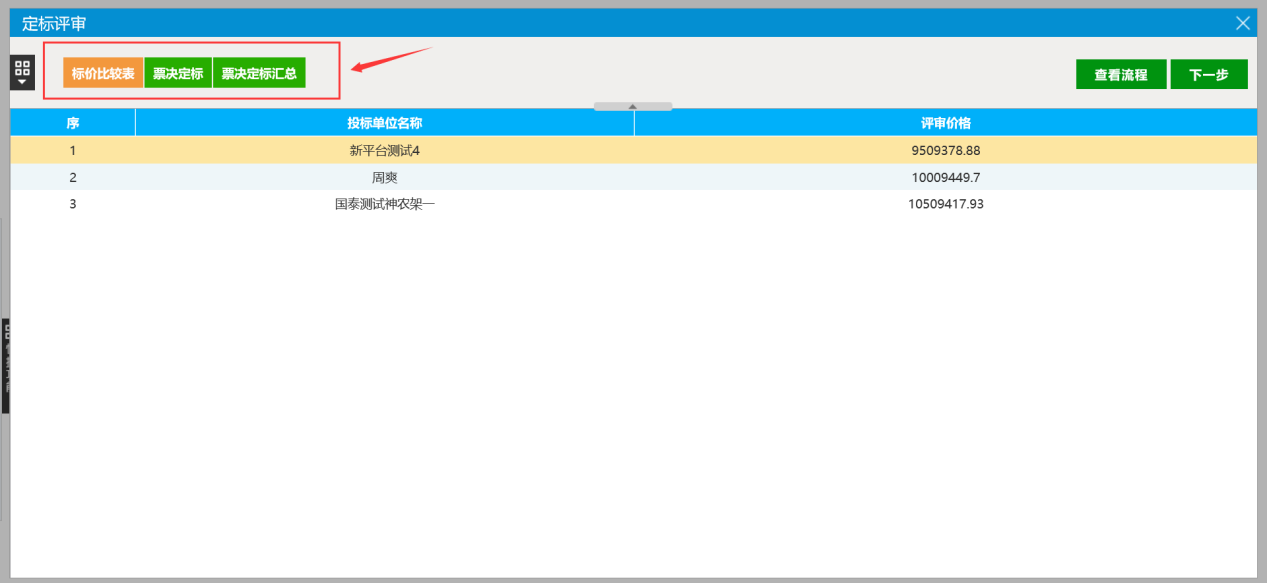 定标评审
标价比较表 票决定标 票决定标汇总 查看流程 下一步
序 投标单位名称 评审价格
1 新平台测试4 9509378.88
2 周爽 10009449.7
3 国泰测试神农架一 10509417.93